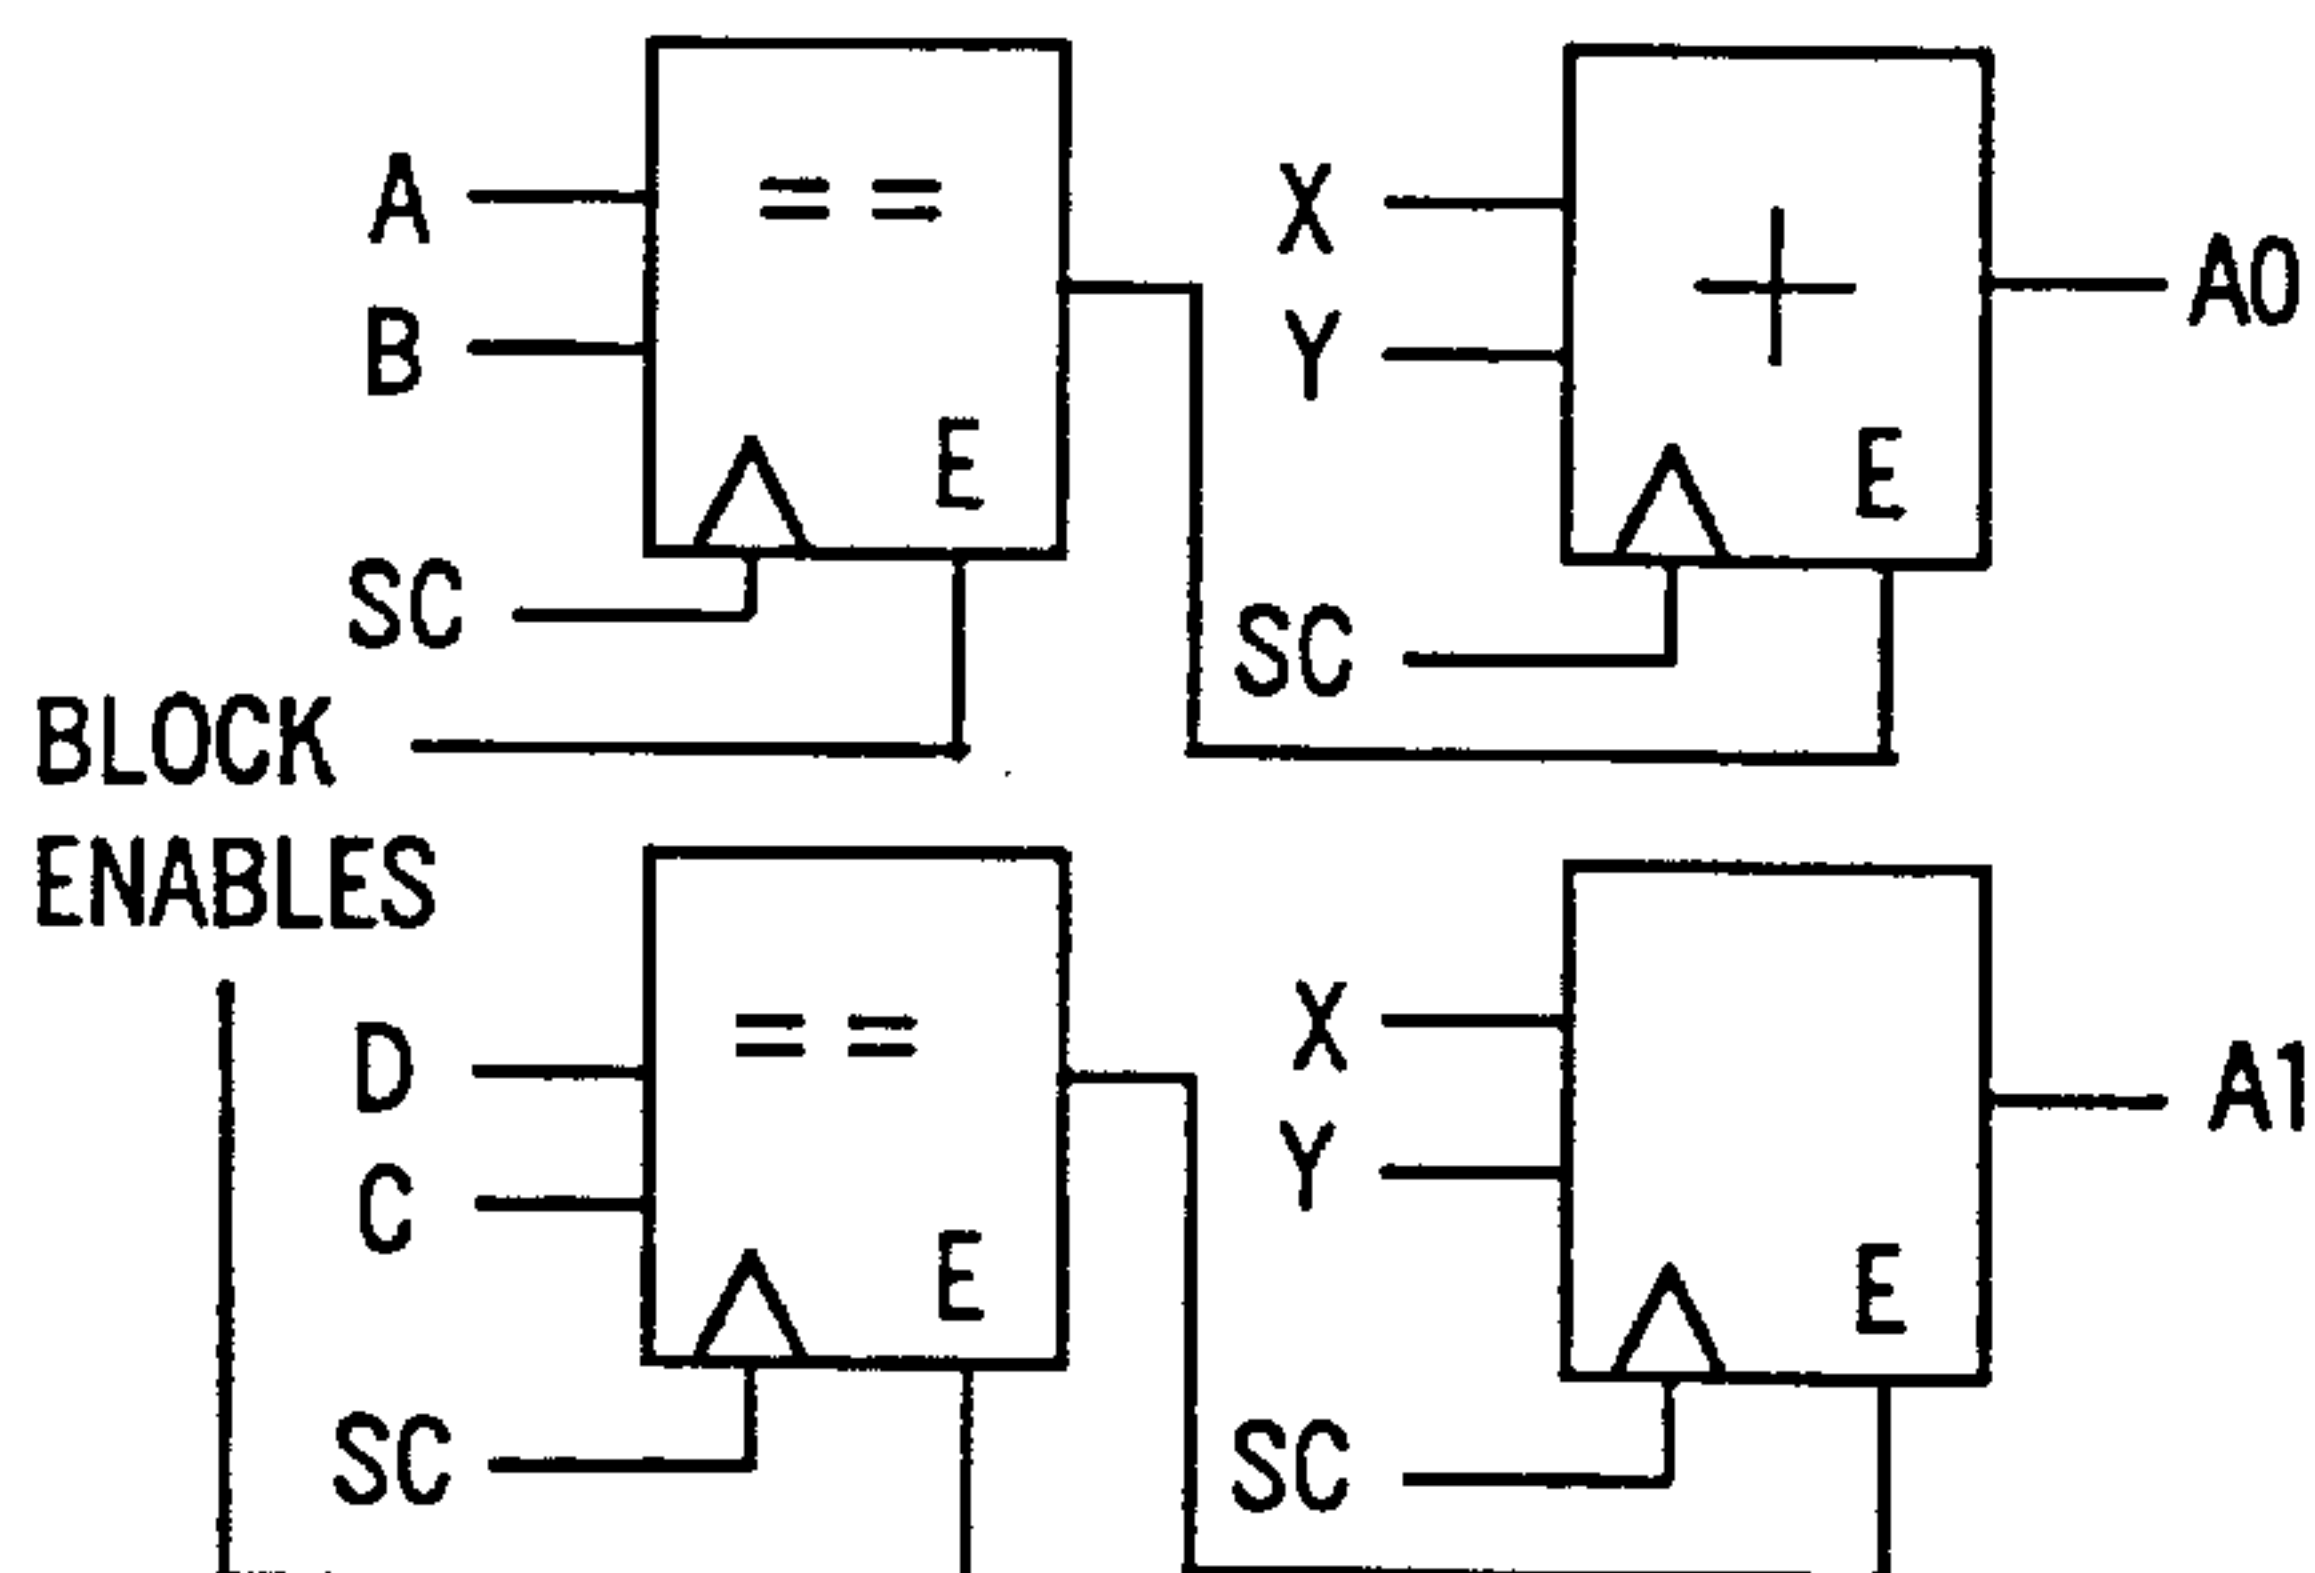 A
==
B
E
SC
X
+
Y
E
A0
SC
BLOCK
ENABLES
D
==
C
E
SC
X
Y
E
A1
SC